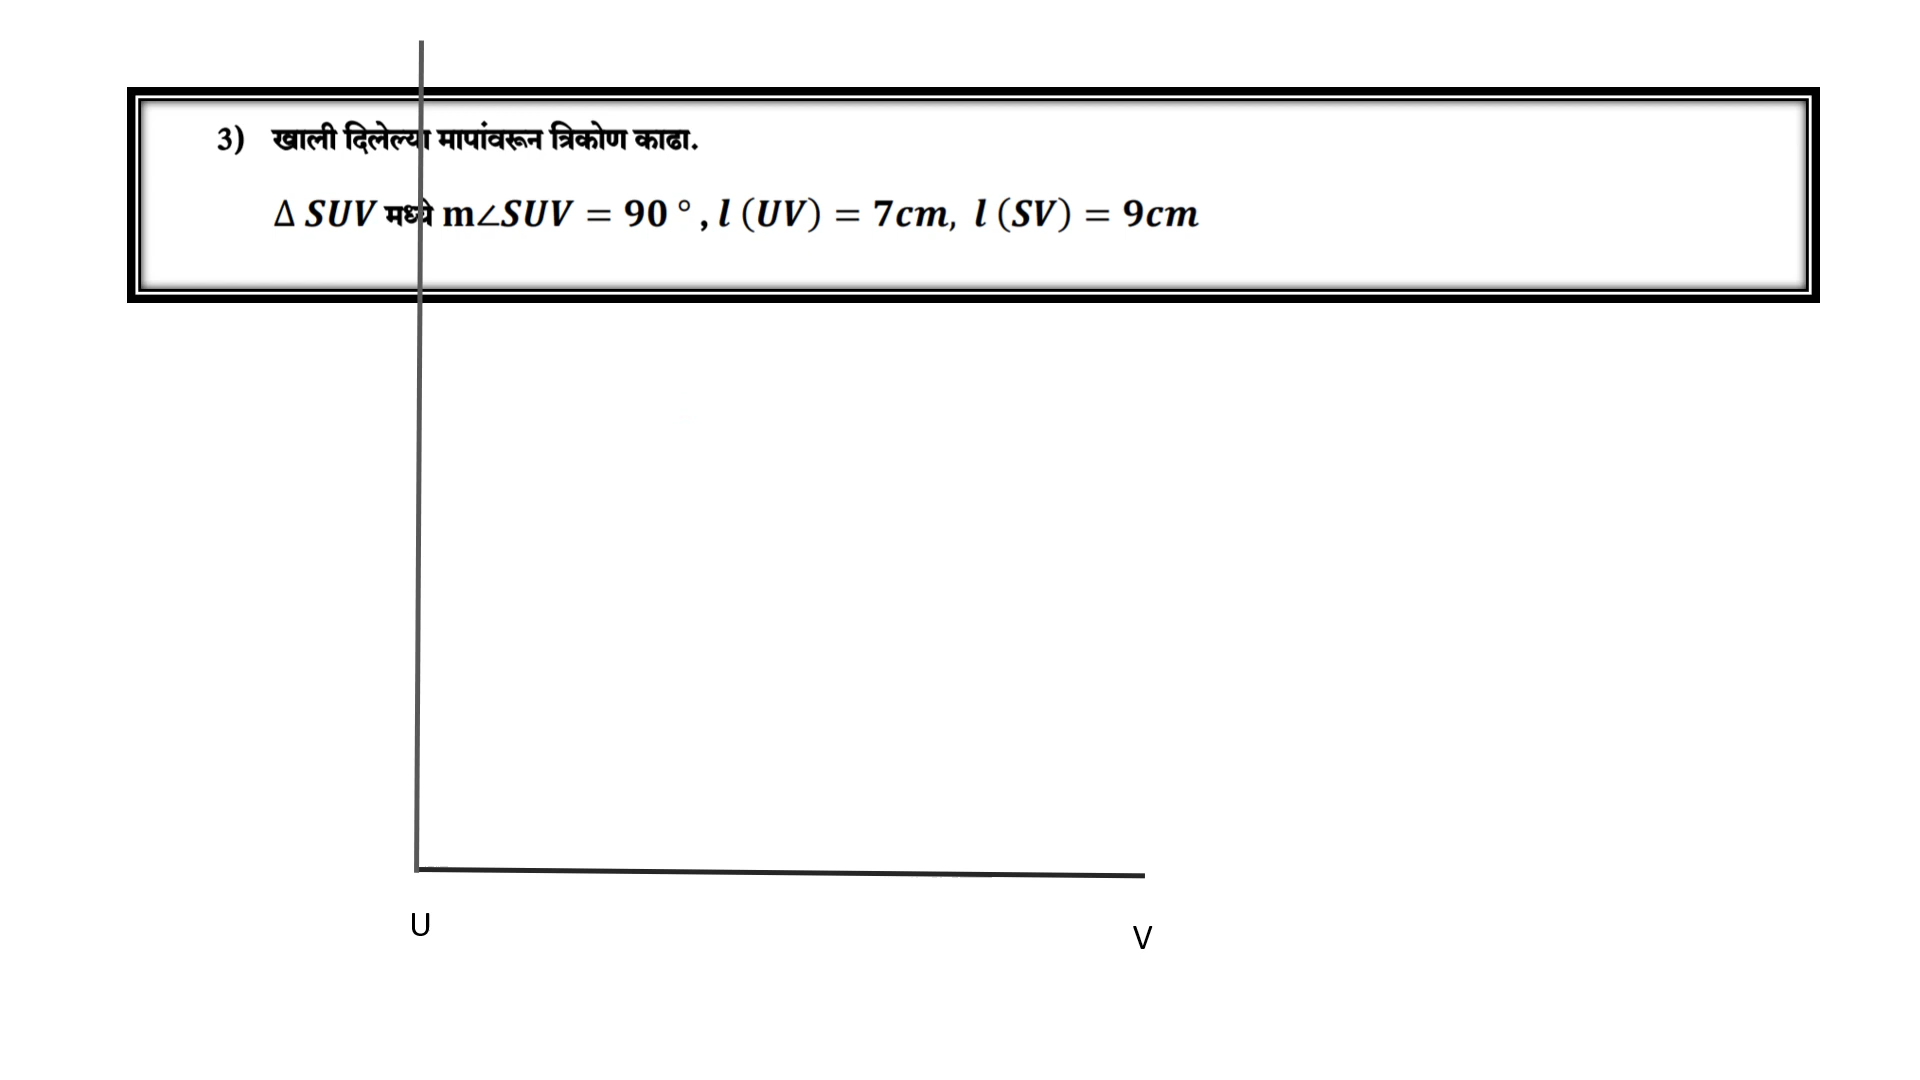 3) खाली दिलेल्या मापांवरून त्रिकोण काढा.
Δ SUV मध्ये m∠SUV = 90 °, l (UV) = 7cm, l (SV) = 9cm
U
V